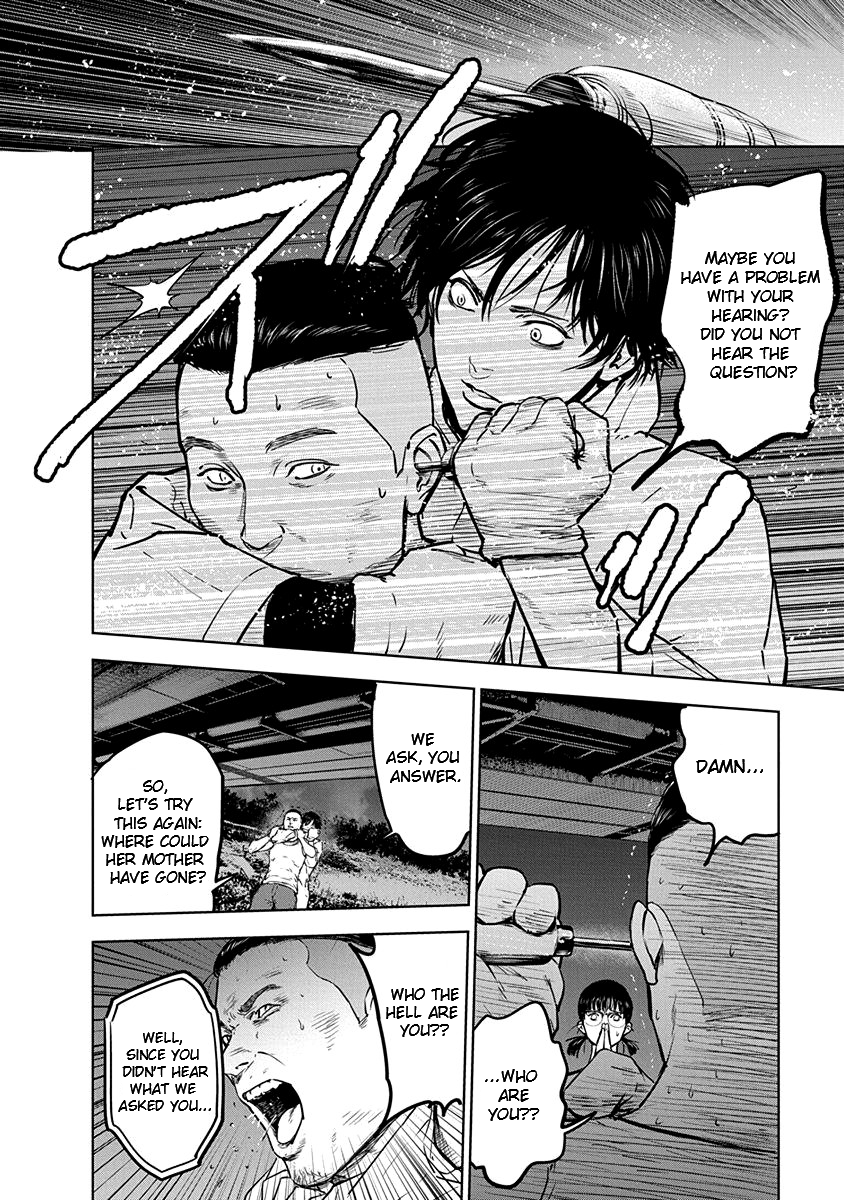 MAYBE YOU
HAVE A PROBLEM
WITH YOUR
HEARING?
DID YOU NOT
HEAR THE
QUESTION?
DAMN...
...WHO
ARE
YOU??
WE
ASK, YOU
ANSWER.
SO,
LET'S TRY
THIS AGAIN:
WHERE COULD
HER MOTHER
HAVE GONE?
WHO THE
HELL ARE
YOU??
WELL,
SINCE YOU
DIDN'T HEAR
WHAT WE
ASKED YOU...